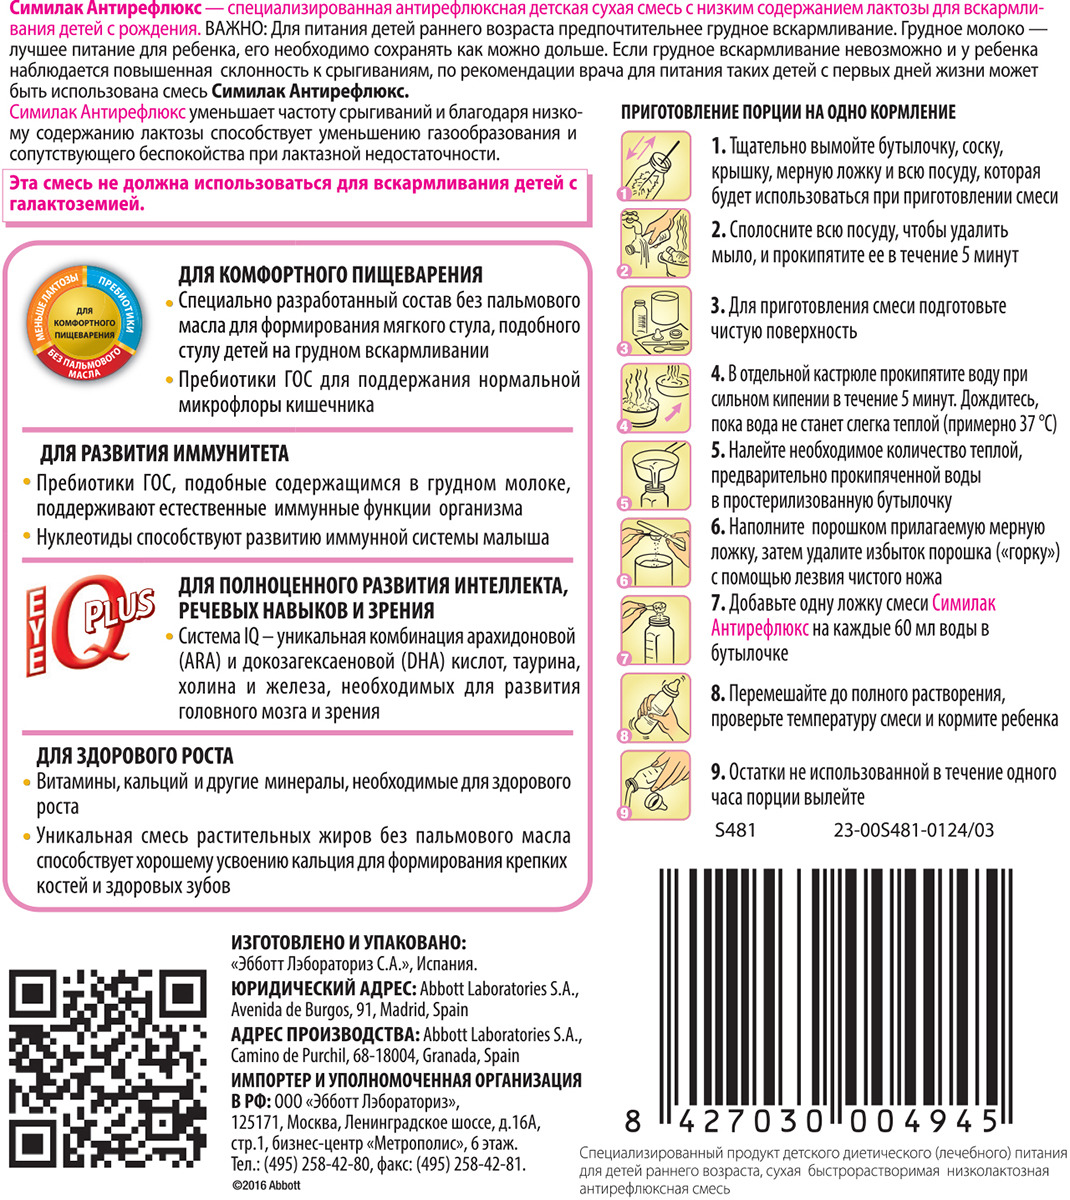 Симилак Антирефлюкс — специализированная антирефлюксная детская сухая смесь с низким содержанием лактозы для вскармли-
вания детей с рождения. ВАЖНО: Для питания детей раннего возраста предпочтительнее грудное вскармливание. Грудное молоко —
лучшее питание для ребенка, его необходимо сохранять как можно дольше. Если грудное вскармливание невозможно и у ребенка
наблюдается повышенная склонность к срыгиваниям, по рекомендации врача для питания таких детей с первых дней жизни может
быть использована смесь Симилак Антирефлюкс.
Симилак Антирефлюкс уменьшает частоту срыгиваний и благодаря низко-
му содержанию лактозы способствует уменьшению газообразования и
сопутствующего беспокойства при лактазной недостаточности.
Эта смесь не должна использоваться для вскармливания детей с
галактоземией.
МЕНЬШЕ ЛАКТОЗЫ
ПРЕБИОТИКИ
БЕЗ ПАЛЬМОВОГО
МАСЛА
ДЛЯ
КОМФОРТНОГО
ПИЩЕВАРЕНИЯ
ДЛЯ КОМФОРТНОГО ПИЩЕВАРЕНИЯ
• Специально разработанный состав без пальмового
масла для формирования мягкого стула, подобного
стулу детей на грудном вскармливании
• Пребиотики ГОС для поддержания нормальной
микрофлоры кишечника
ДЛЯ РАЗВИТИЯ ИММУНИТЕТА
• Пребиотики ГОС, подобные содержащимся в грудном молоке,
поддерживают естественные иммунные функции организма
• Нуклеотиды способствуют развитию иммунной системы малыша
EYE IQ PLUS
ДЛЯ ПОЛНОЦЕННОГО РАЗВИТИЯ ИНТЕЛЛЕКТА,
РЕЧЕВЫХ НАВЫКОВ И ЗРЕНИЯ
• Система IQ – уникальная комбинация арахидоновой
(ARA) и докозагексаеновой (DHA) кислот, таурина,
холина и железа, необходимых для развития
головного мозга и зрения
ДЛЯ ЗДОРОВОГО РОСТА
• Витамины, кальций и другие минералы, необходимые для здорового
роста
• Уникальная смесь растительных жиров без пальмового масла
способствует хорошему усвоению кальция для формирования крепких
костей и здоровых зубов
ПРИГОТОВЛЕНИЕ ПОРЦИИ НА ОДНО КОРМЛЕНИЕ
1
1. Тщательно вымойте бутылочку, соску,
крышку, мерную ложку и всю посуду, которая
будет использоваться при приготовлении смеси
2
2. Сполосните всю посуду, чтобы удалить
мыло, и прокипятите ее в течение 5 минут
3
3. Для приготовления смеси подготовьте
чистую поверхность
4
4. В отдельной кастрюле прокипятите воду при
сильном кипении в течение 5 минут. Дождитесь,
пока вода не станет слегка теплой (примерно 37 °С)
5
5. Налейте необходимое количество теплой,
предварительно прокипяченной воды
в простерилизованную бутылочку
6
6. Наполните порошком прилагаемую мерную
ложку, затем удалите избыток порошка («горку»)
с помощью лезвия чистого ножа
7
7. Добавьте одну ложку смеси Симилак
Антирефлюкс на каждые 60 мл воды в
бутылочке
8
8. Перемешайте до полного растворения,
проверьте температуру смеси и кормите ребенка
9
9. Остатки не использованной в течение одного
часа порции вылейте
S481 23-00S481-0124/03
8 427030 004945
Специализированный продукт детского диетического (лечебного) питания
для детей раннего возраста, сухая быстрорастворимая низколактозная
антирефлюксная смесь
ИЗГОТОВЛЕНО И УПАКОВАНО:
«Эбботт Лэбораториз С.А.», Испания.
ЮРИДИЧЕСКИЙ АДРЕС: Abbott Laboratories S.A.,
Avenida de Burgos, 91, Madrid, Spain
АДРЕС ПРОИЗВОДСТВА: Abbott Laboratories S.A.,
Camino de Purchil, 68-18004, Granada, Spain
ИМПОРТЕР И УПОЛНОМОЧЕННАЯ ОРГАНИЗАЦИЯ
В РФ: ООО «Эбботт Лэбораториз»,
125171, Москва, Ленинградское шоссе, д.16А,
стр.1, бизнес-центр «Метрополис», 6 этаж.
Тел.: (495) 258-42-80, факс: (495) 258-42-81.
©2016 Abbott